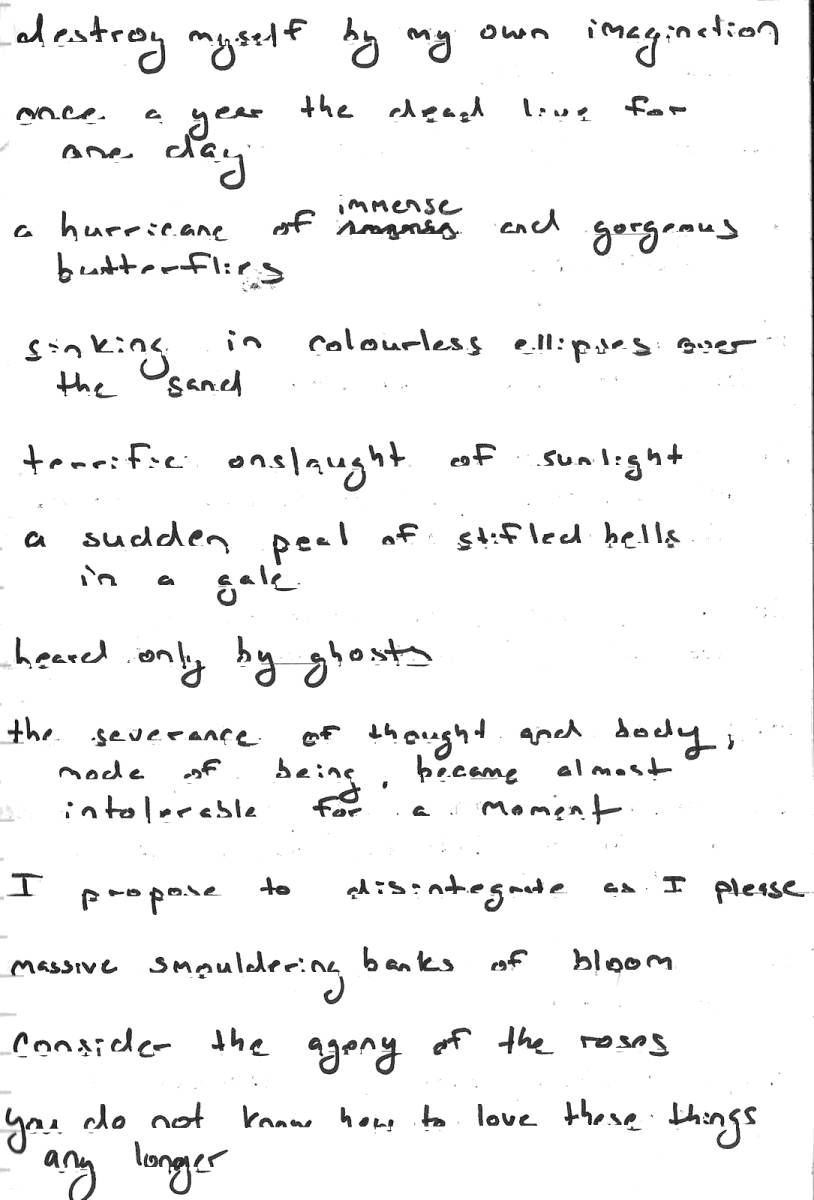 destroy myself by my own imagination
once a year the dead live for
one day
immense
a hurricane of and gorgeous
butterflies
sinking in colourless ellipses over
the sand
terrific onslaught of sunlight
a sudden peal of stifled bells
in a gale
heard only by ghosts
the severance of thought and body,
mode of being, became almost
intolerable for a moment
I propose to disintegrate as I please
massive smouldering banks of bloom
Consider the agony of the roses
you do not know how to love these things
any longer